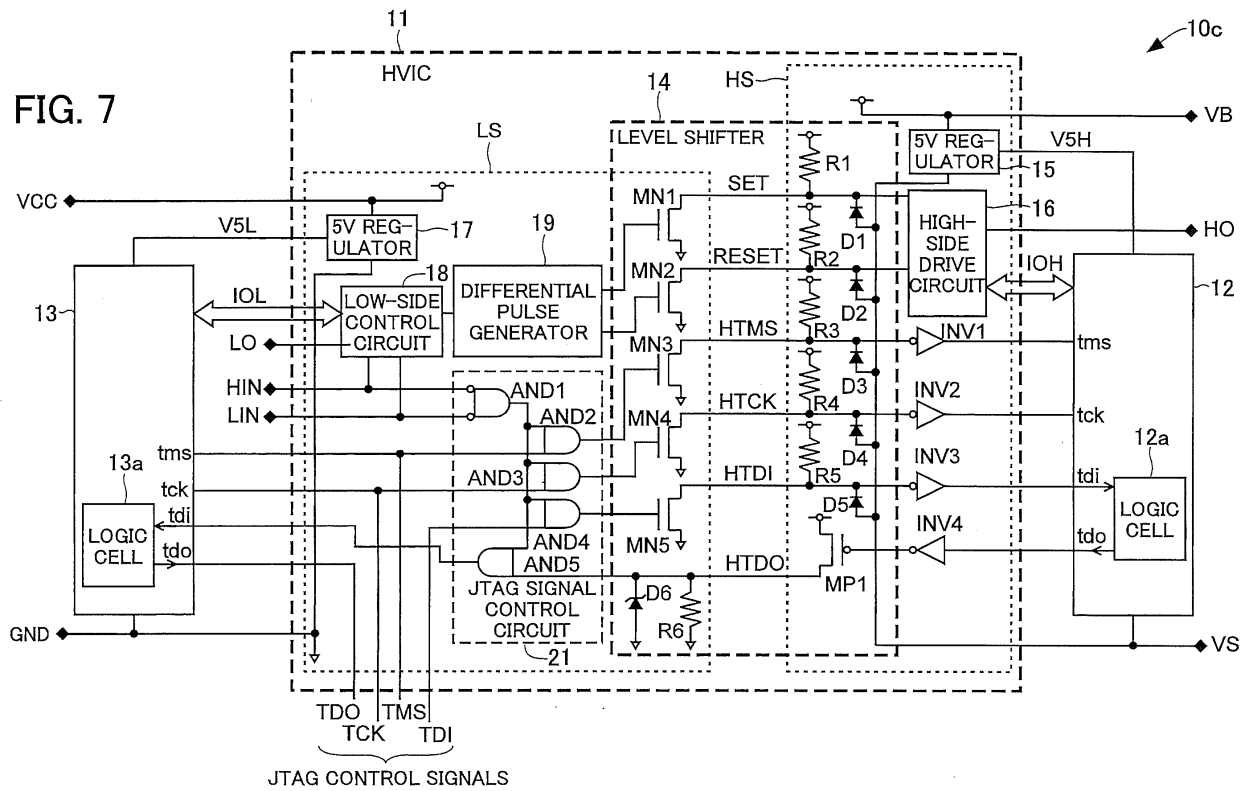 11
10c
HVIC
HS
FIG. 7
14
VB
LS
LEVEL SHIFTER
5V REG-
ULATOR
V5H
15
R1
VCC
SET
MN1
16
V5L
5V REG-
ULATOR
17
19
D1
HIGH-
SIDE
DRIVE
CIRCUIT
HO
R2
RESET
MN2
IOH
18
13
IOL
LOW-SIDE
CONTROL
CIRCUIT
DIFFERENTIAL
PULSE
GENERATOR
D2
12
R3
LO
MN3
HTMS
INV1
tms
D3
HIN
AND1
R4
INV2
LIN
AND2
MN4
HTCK
tck
D4
tms
R5
INV3
12a
13a
AND3
HTDI
tdi
tck
D5
LOGIC
CELL
tdi
LOGIC
CELL
AND4
MN5
INV4
tdo
tdo
AND5
HTDO
MP1
JTAG SIGNAL
CONTROL
CIRCUIT
D6
R6
GND
21
VS
TDO
TMS
TCK
TDI
JTAG CONTROL SIGNALS